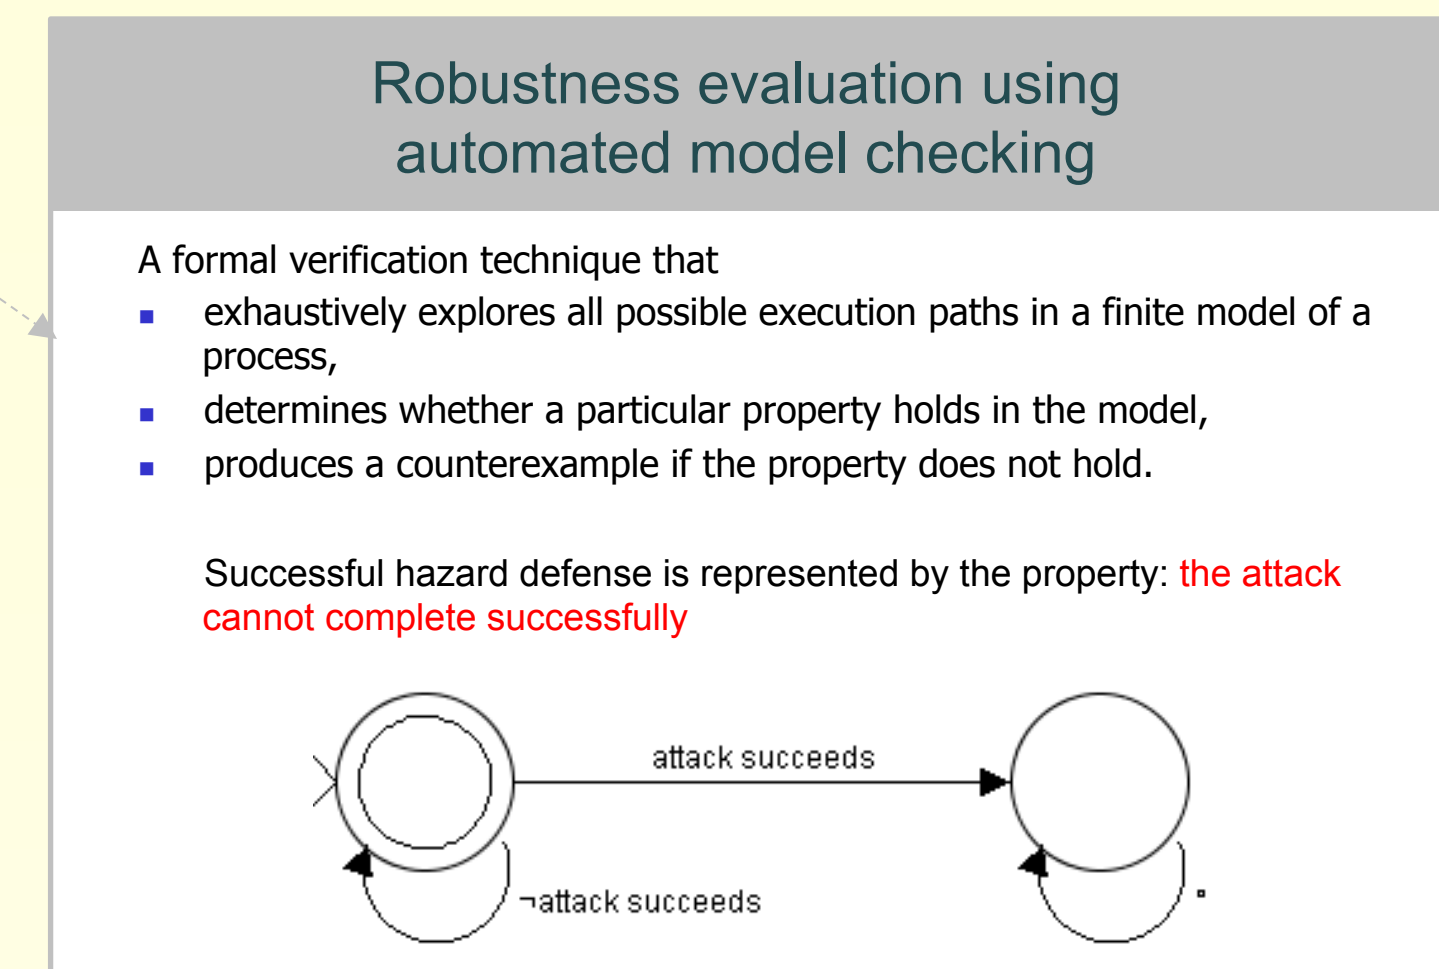 Robustness evaluation using
automated model checking
A formal verification technique that
exhaustively explores all possible execution paths in a finite model of a
process,
determines whether a particular property holds in the model,
produces a counterexample if the property does not hold.
Successful hazard defense is represented by the property: the attack
cannot complete successfully
attack succeeds
¬attack succeeds